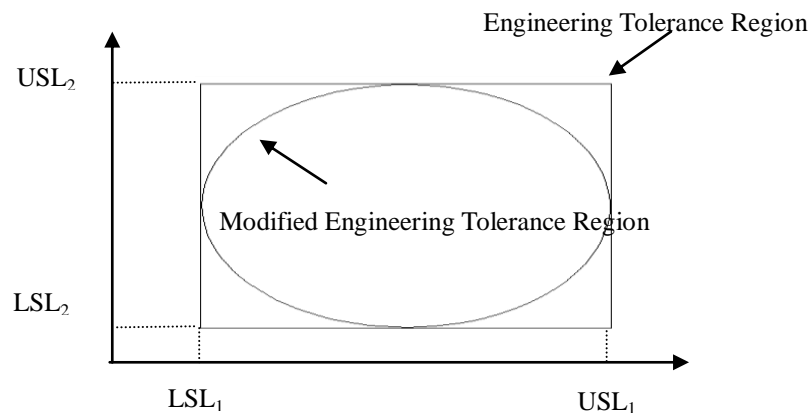 Engineering Tolerance Region
USL₂
Modified Engineering Tolerance Region
LSL₂
LSL₁
USL₁